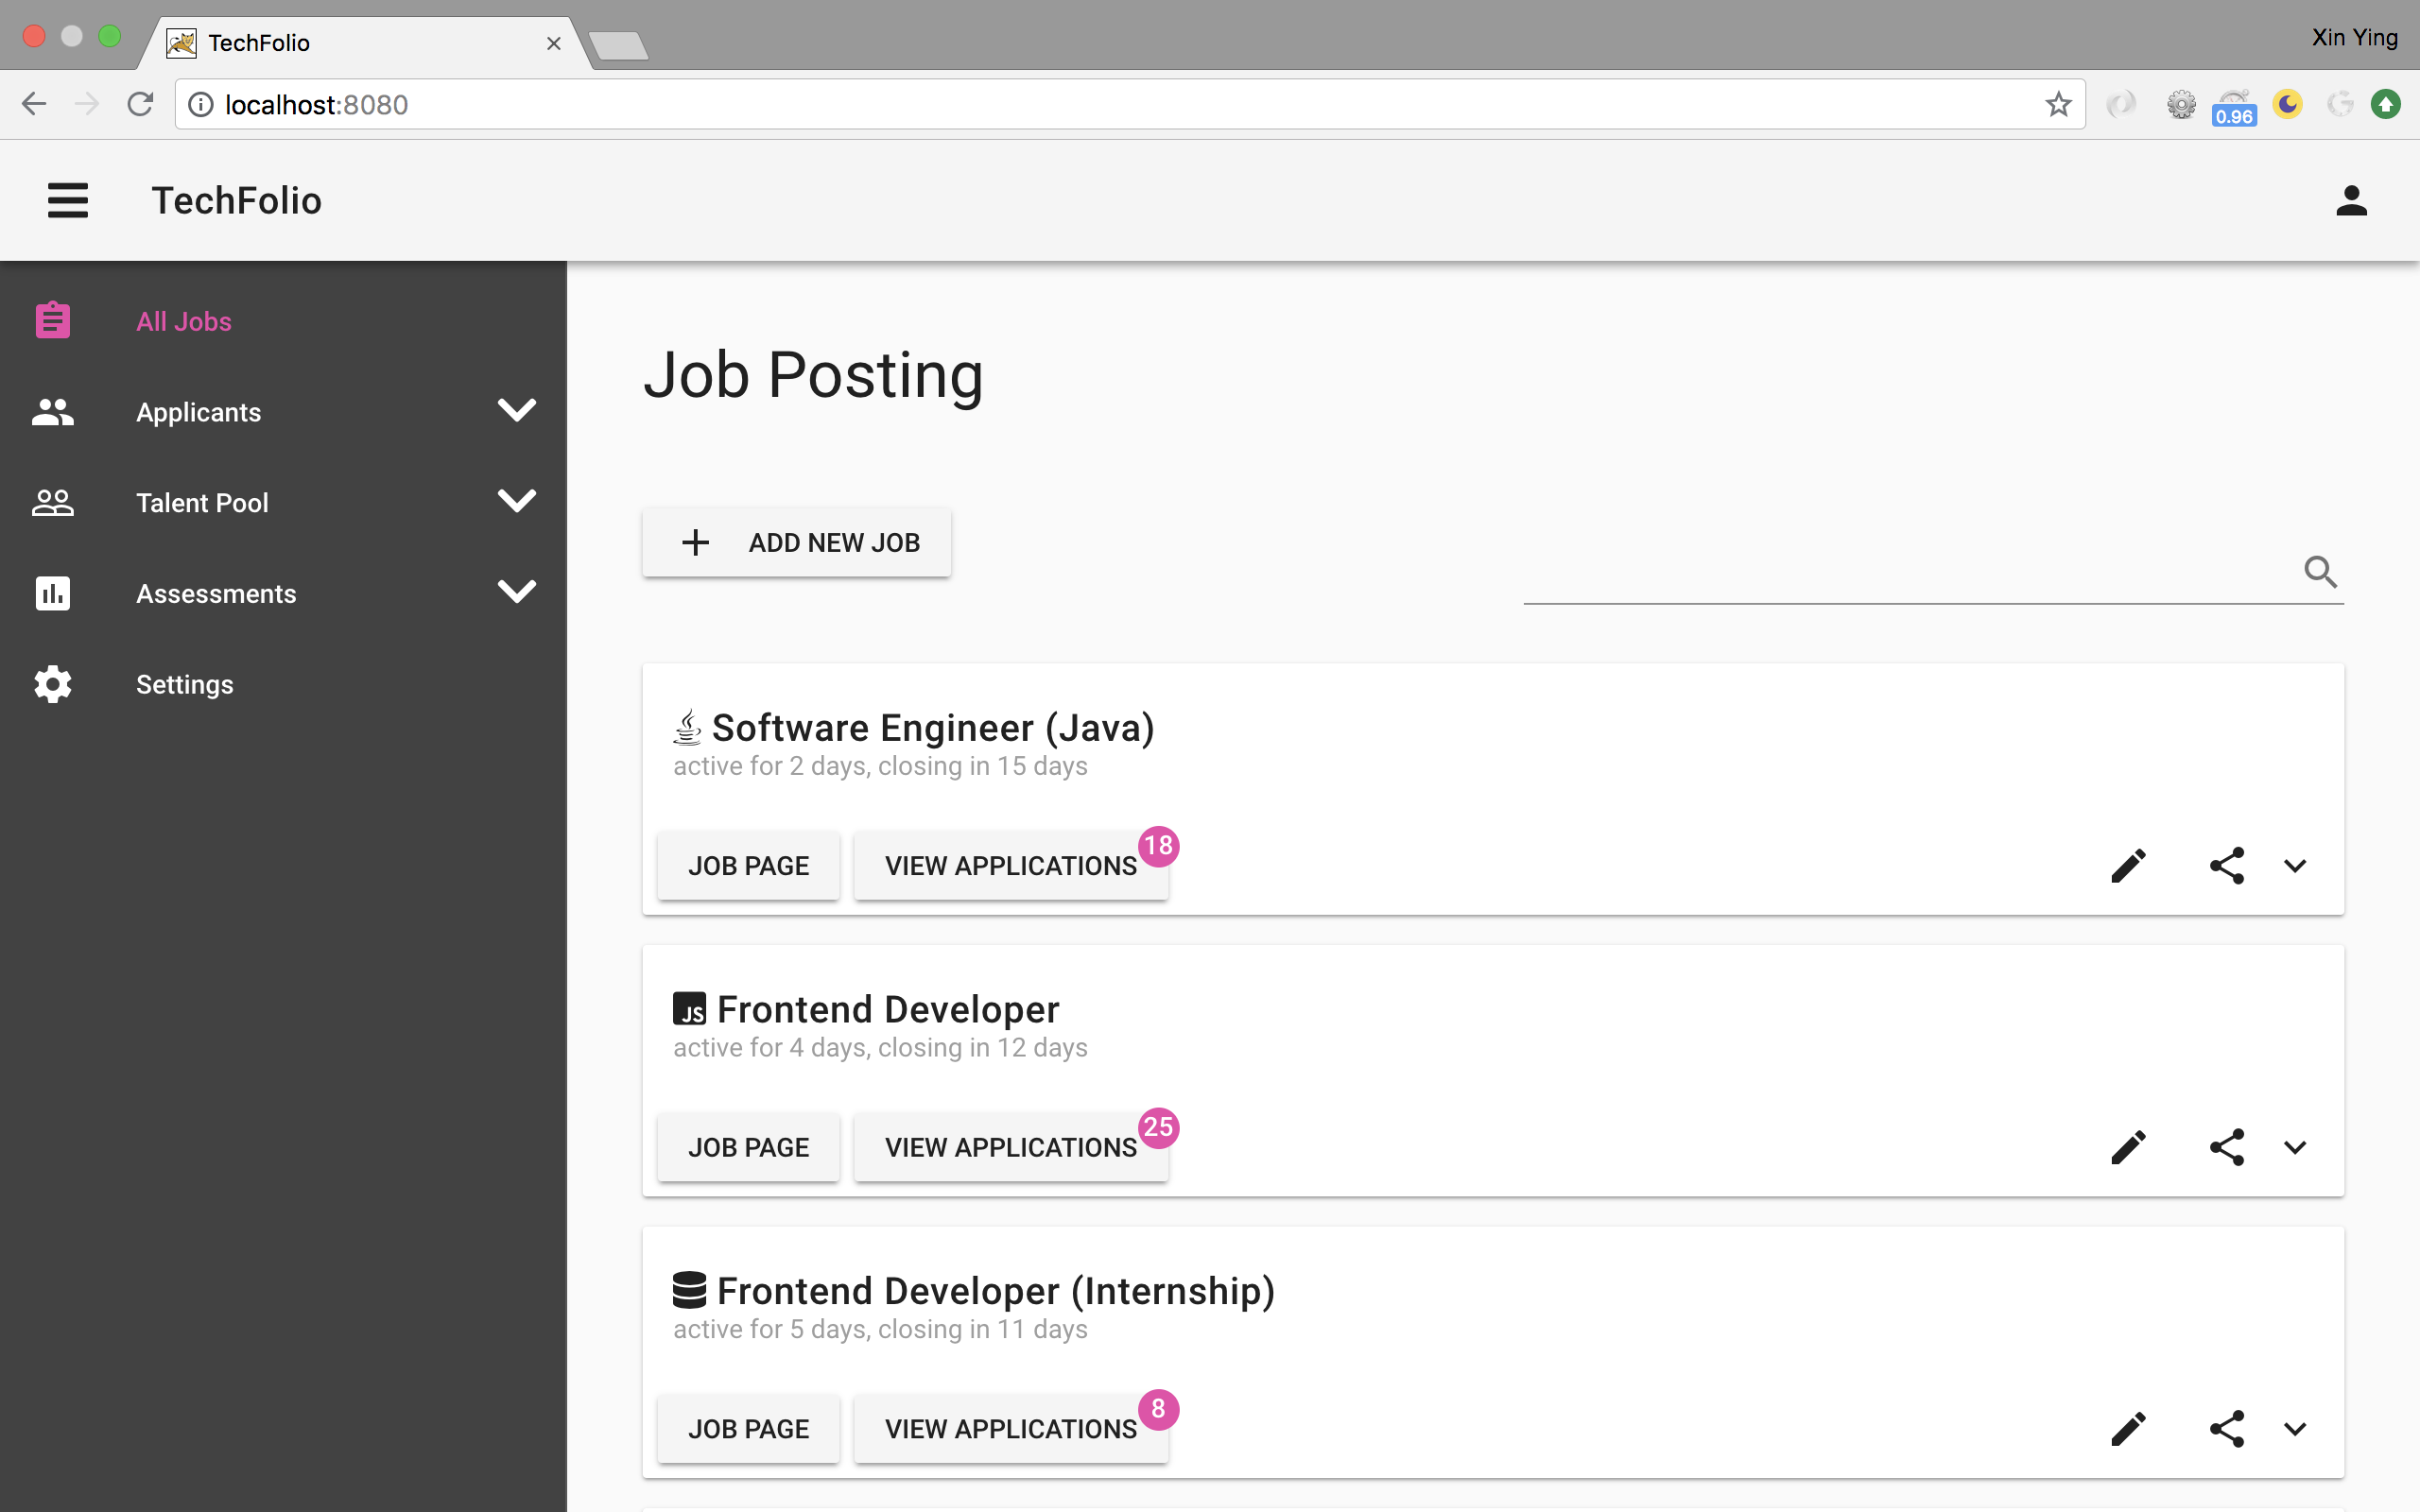 TechFolio
Xin Ying
localhost:8080
0.96
TechFolio
All Jobs
Applicants
Talent Pool
Assessments
Settings
Job Posting
ADD NEW JOB
Software Engineer (Java)
active for 2 days, closing in 15 days
JOB PAGE
VIEW APPLICATIONS
18
JS
Frontend Developer
active for 4 days, closing in 12 days
JOB PAGE
VIEW APPLICATIONS
25
Frontend Developer (Internship)
active for 5 days, closing in 11 days
JOB PAGE
VIEW APPLICATIONS
8